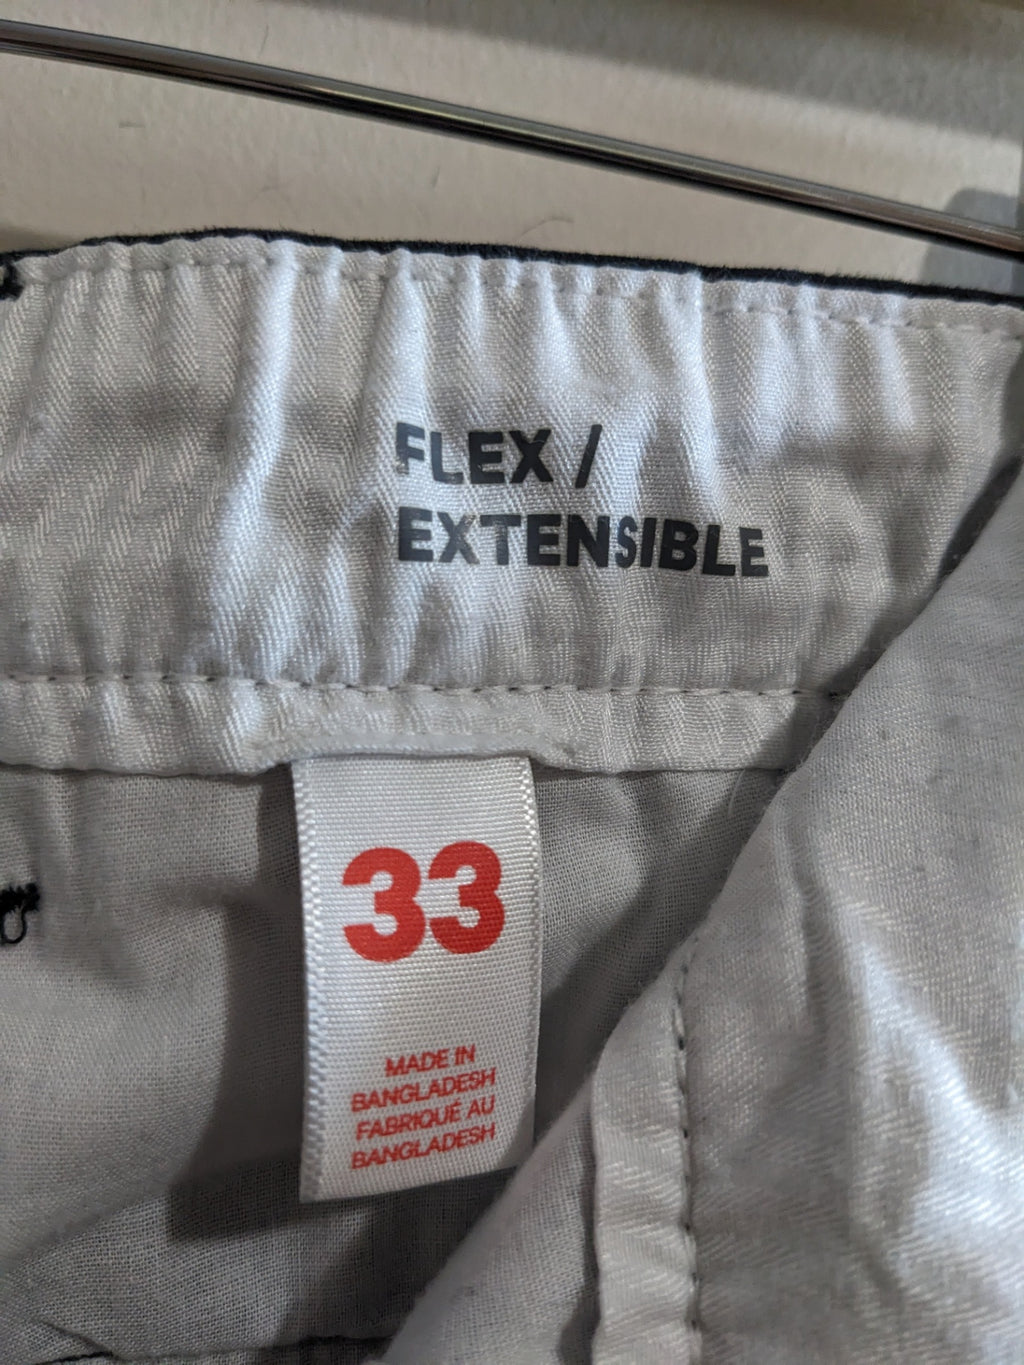 FLEX /
EXTENSIBLE
33
MADE IN
BANGLADESH
FABRIQUÉ AU
BANGLADESH